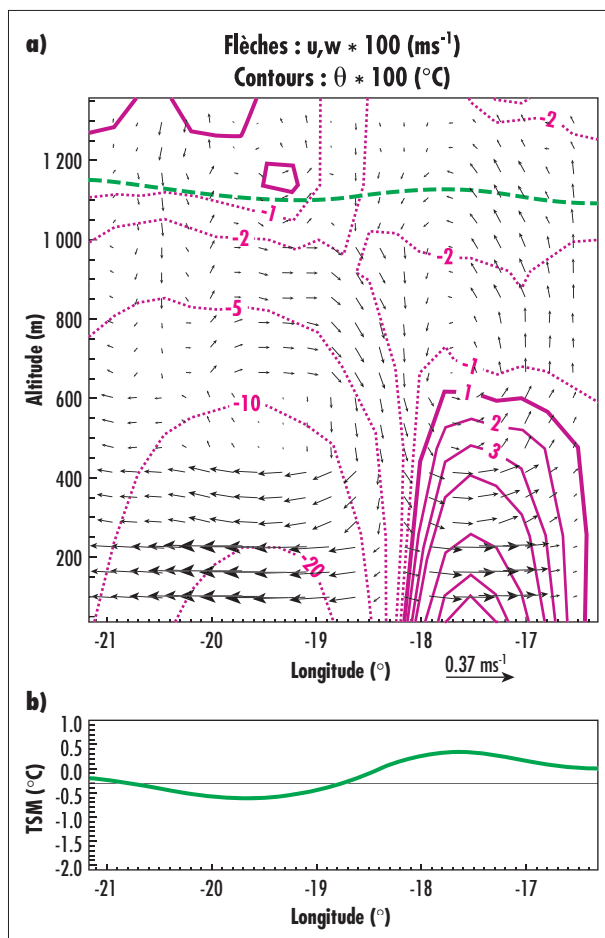 a)
Flèches : u,w * 100 (ms⁻¹)
Contours : θ * 100 (°C)
Altitude (m)
1 200
1 000
800
600
400
200
-2
-1
-2
-2
-5
-1
1
-10
2
3
-20
-21 -20 -19 -18 -17
Longitude (°)
0.37 ms⁻¹
b)
TSM (°C)
1.0
0.5
0.0
-0.5
-1.0
-1.5
-2.0
-21 -20 -19 -18 -17
Longitude (°)